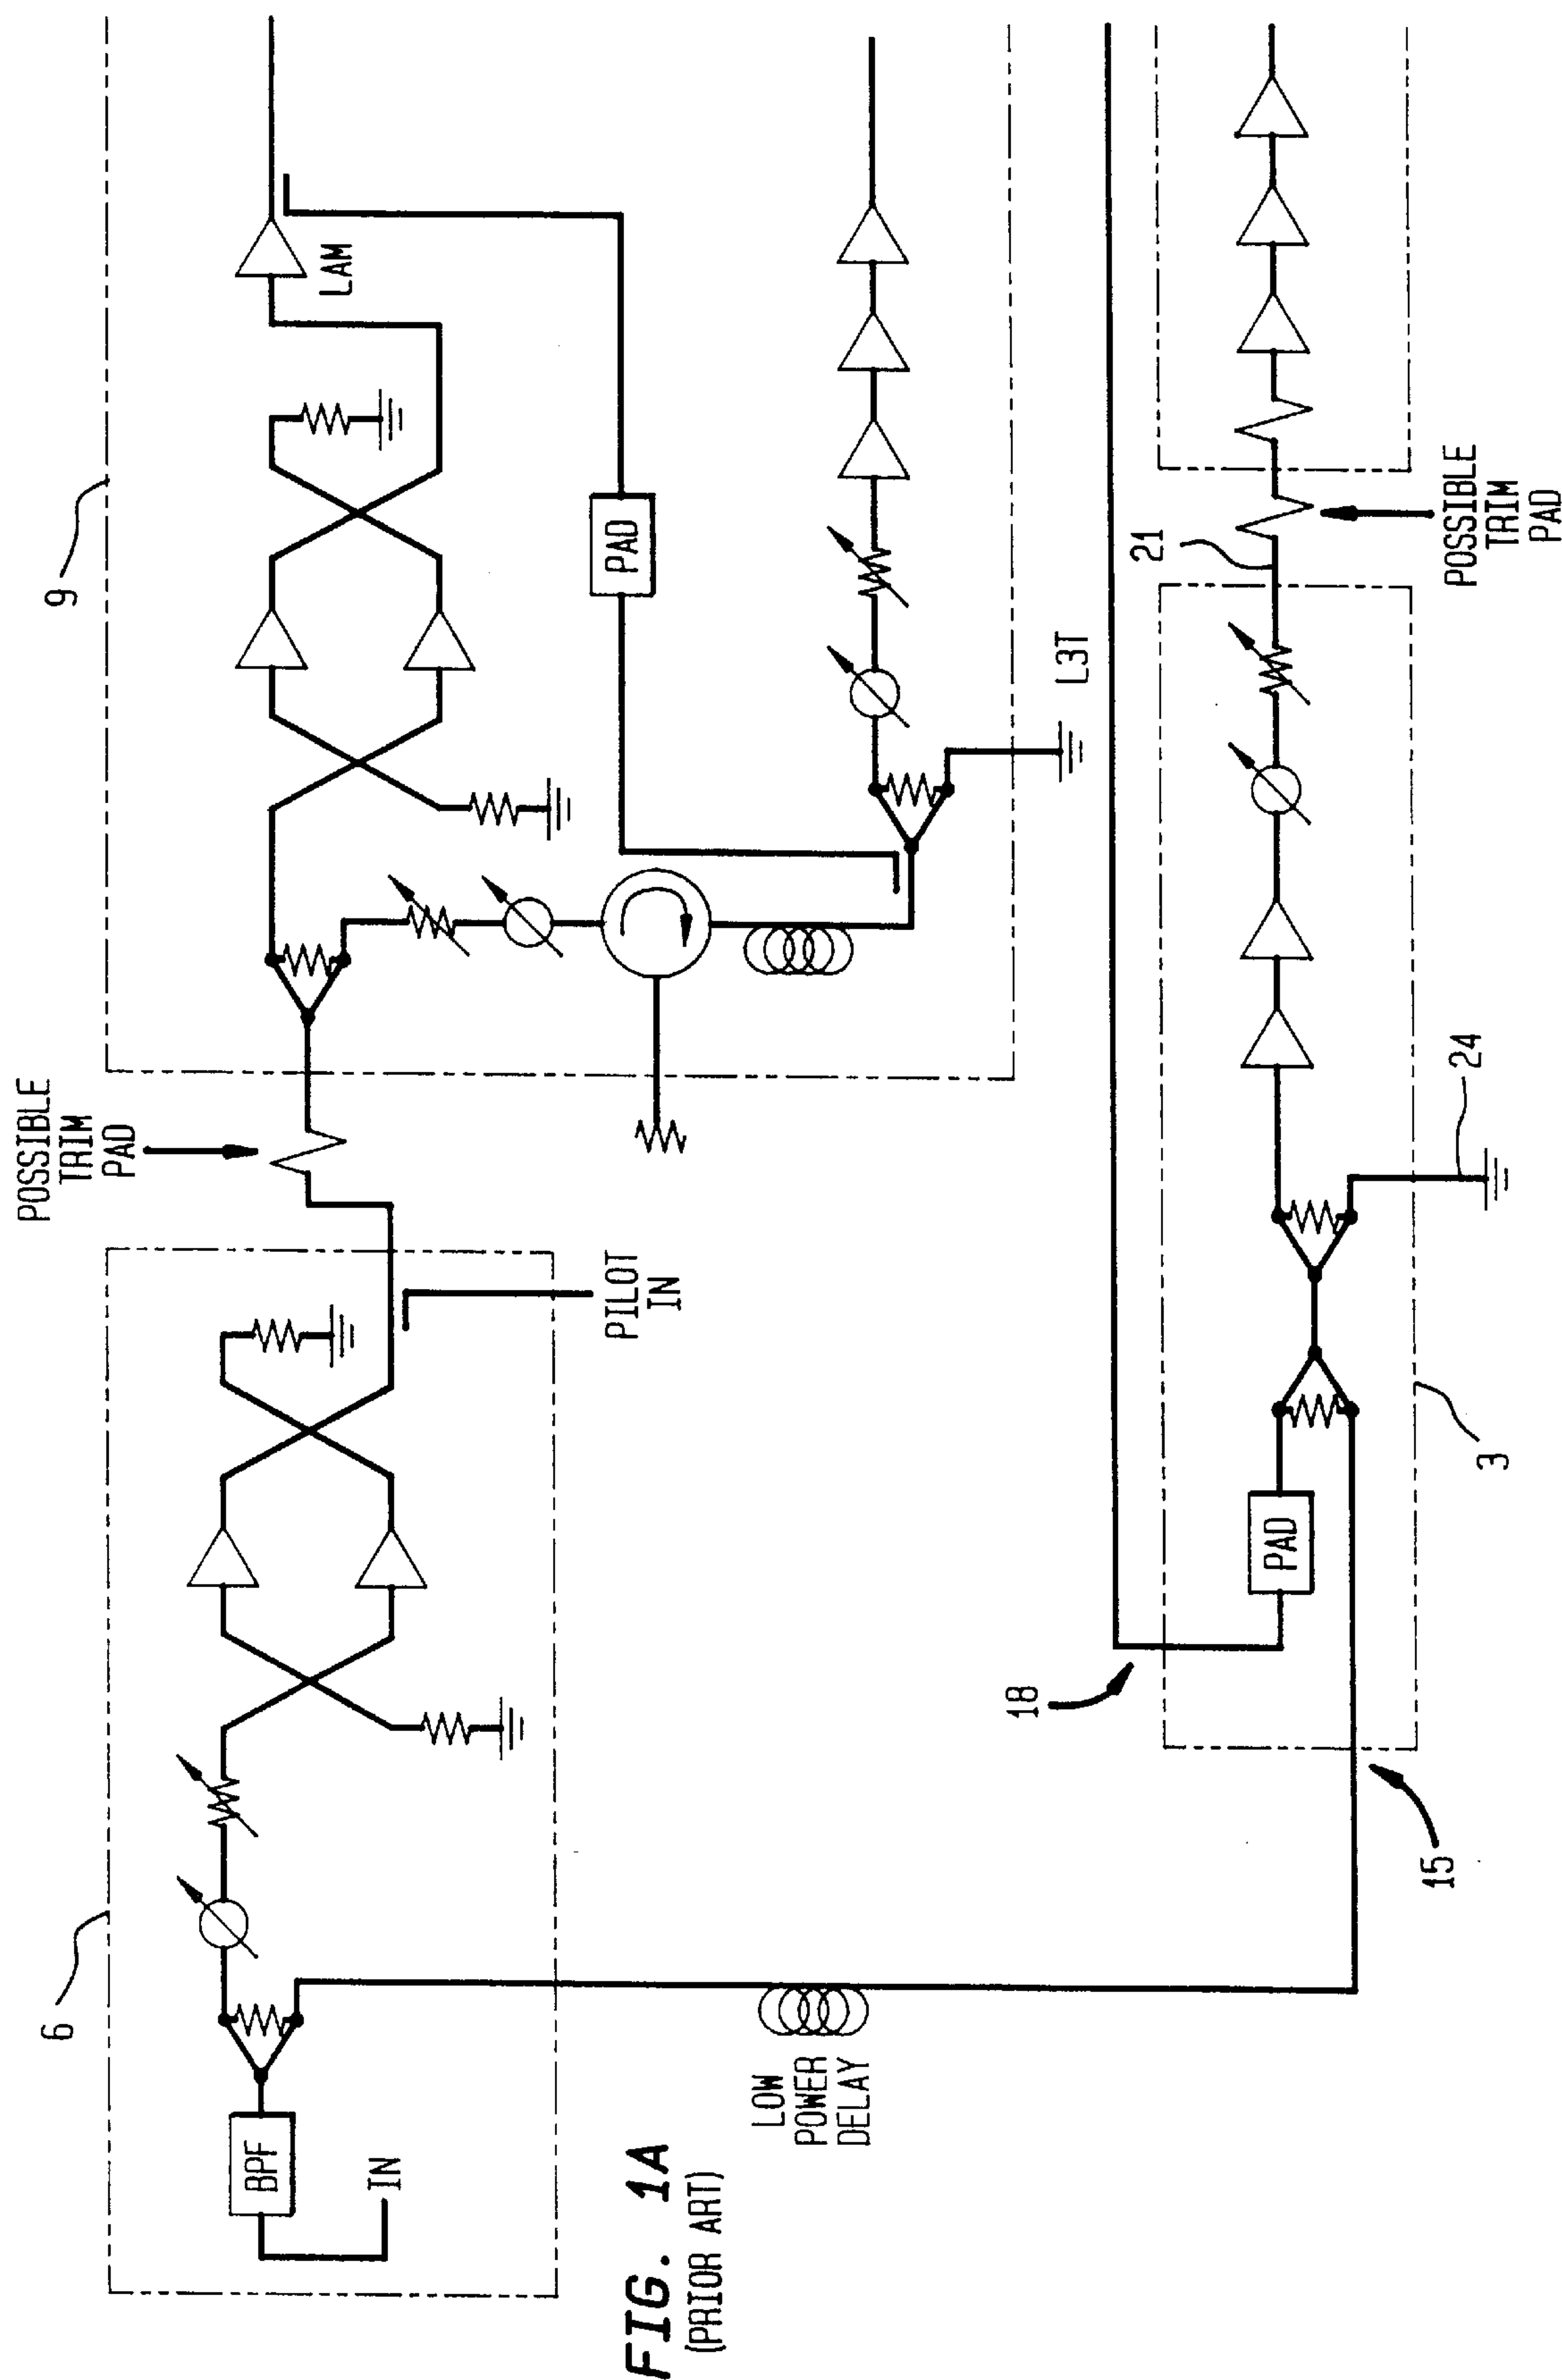 9
LAM
PAD
L3T
POSSIBLE
TRIM
PAD
PILOT
IN
6
BPF
IN
LOW
POWER
DELAY
18
15
PAD
3
24
21
POSSIBLE
TRIM
PAD
FIG. 1A
(PRIOR ART)